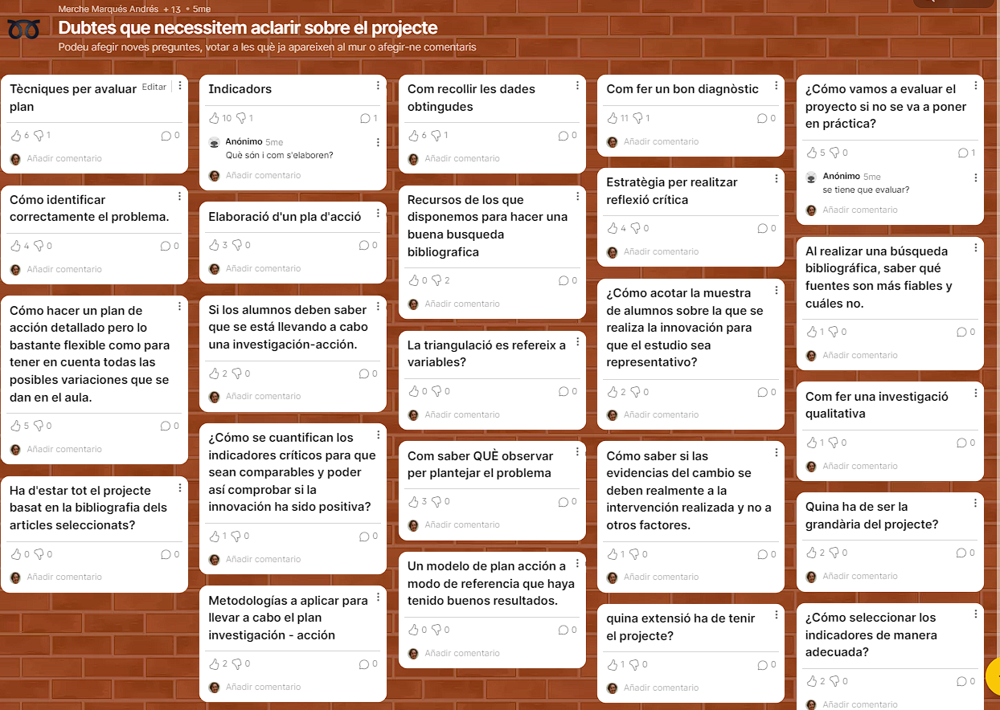 Merche Marqués Andrés + 13 • 5me
Dubtes que necessitem aclarir sobre el projecte
Podeu afegir noves preguntes, votar a les què ja apareixen al mur o afegir-ne comentaris
Tècniques per avaluar
plan
Editar
6 1 0
Añadir comentario
Cómo identificar
correctamente el problema.
4 0 0
Añadir comentario
Cómo hacer un plan de
acción detallado pero lo
bastante flexible como para
tener en cuenta todas las
posibles variaciones que se
dan en el aula.
5 0 0
Añadir comentario
Ha d'estar tot el projecte
basat en la bibliografia dels
articles seleccionats?
0 0 0
Añadir comentario
Indicadors
10 1 1
Anónimo 5me
Què són i com s'elaboren?
Añadir comentario
Elaboració d'un pla d'acció
3 0 0
Añadir comentario
Si los alumnos deben saber
que se está llevando a cabo
una investigación-acción.
2 0 0
Añadir comentario
¿Cómo se cuantifican los
indicadores críticos para que
sean comparables y poder
así comprobar si la
innovación ha sido positiva?
1 0 0
Añadir comentario
Metodologías a aplicar para
llevar a cabo el plan
investigación - acción
2 0 0
Añadir comentario
Com recollir les dades
obtingudes
6 1 0
Añadir comentario
Recursos de los que
disponemos para hacer una
buena busqueda
bibliografica
0 2 0
Añadir comentario
La triangulació es refereix a
variables?
0 0 0
Añadir comentario
Com saber QUÈ observar
per plantejar el problema
3 0 0
Añadir comentario
Un modelo de plan acción a
modo de referencia que haya
tenido buenos resultados.
0 0 0
Añadir comentario
Com fer un bon diagnòstic
11 1 0
Añadir comentario
Estratègia per realitzar
reflexió crítica
4 0 0
Añadir comentario
¿Cómo acotar la muestra
de alumnos sobre la que se
realiza la innovación para
que el estudio sea
representativo?
2 0 0
Añadir comentario
Cómo saber si las
evidencias del cambio se
deben realmente a la
intervención realizada y no a
otros factores.
1 0 0
Añadir comentario
quina extensió ha de tenir
el projecte?
1 0 0
Añadir comentario
¿Cómo vamos a evaluar el
proyecto si no se va a poner
en práctica?
5 0 1
Anónimo 5me
se tiene que evaluar?
Añadir comentario
Al realizar una búsqueda
bibliográfica, saber qué
fuentes son más fiables y
cuáles no.
1 0 0
Añadir comentario
Com fer una investigació
qualitativa
1 0 0
Añadir comentario
Quina ha de ser la
grandària del projecte?
2 0 0
Añadir comentario
¿Cómo seleccionar los
indicadores de manera
adecuada?
2 0 0
Añadir comentario